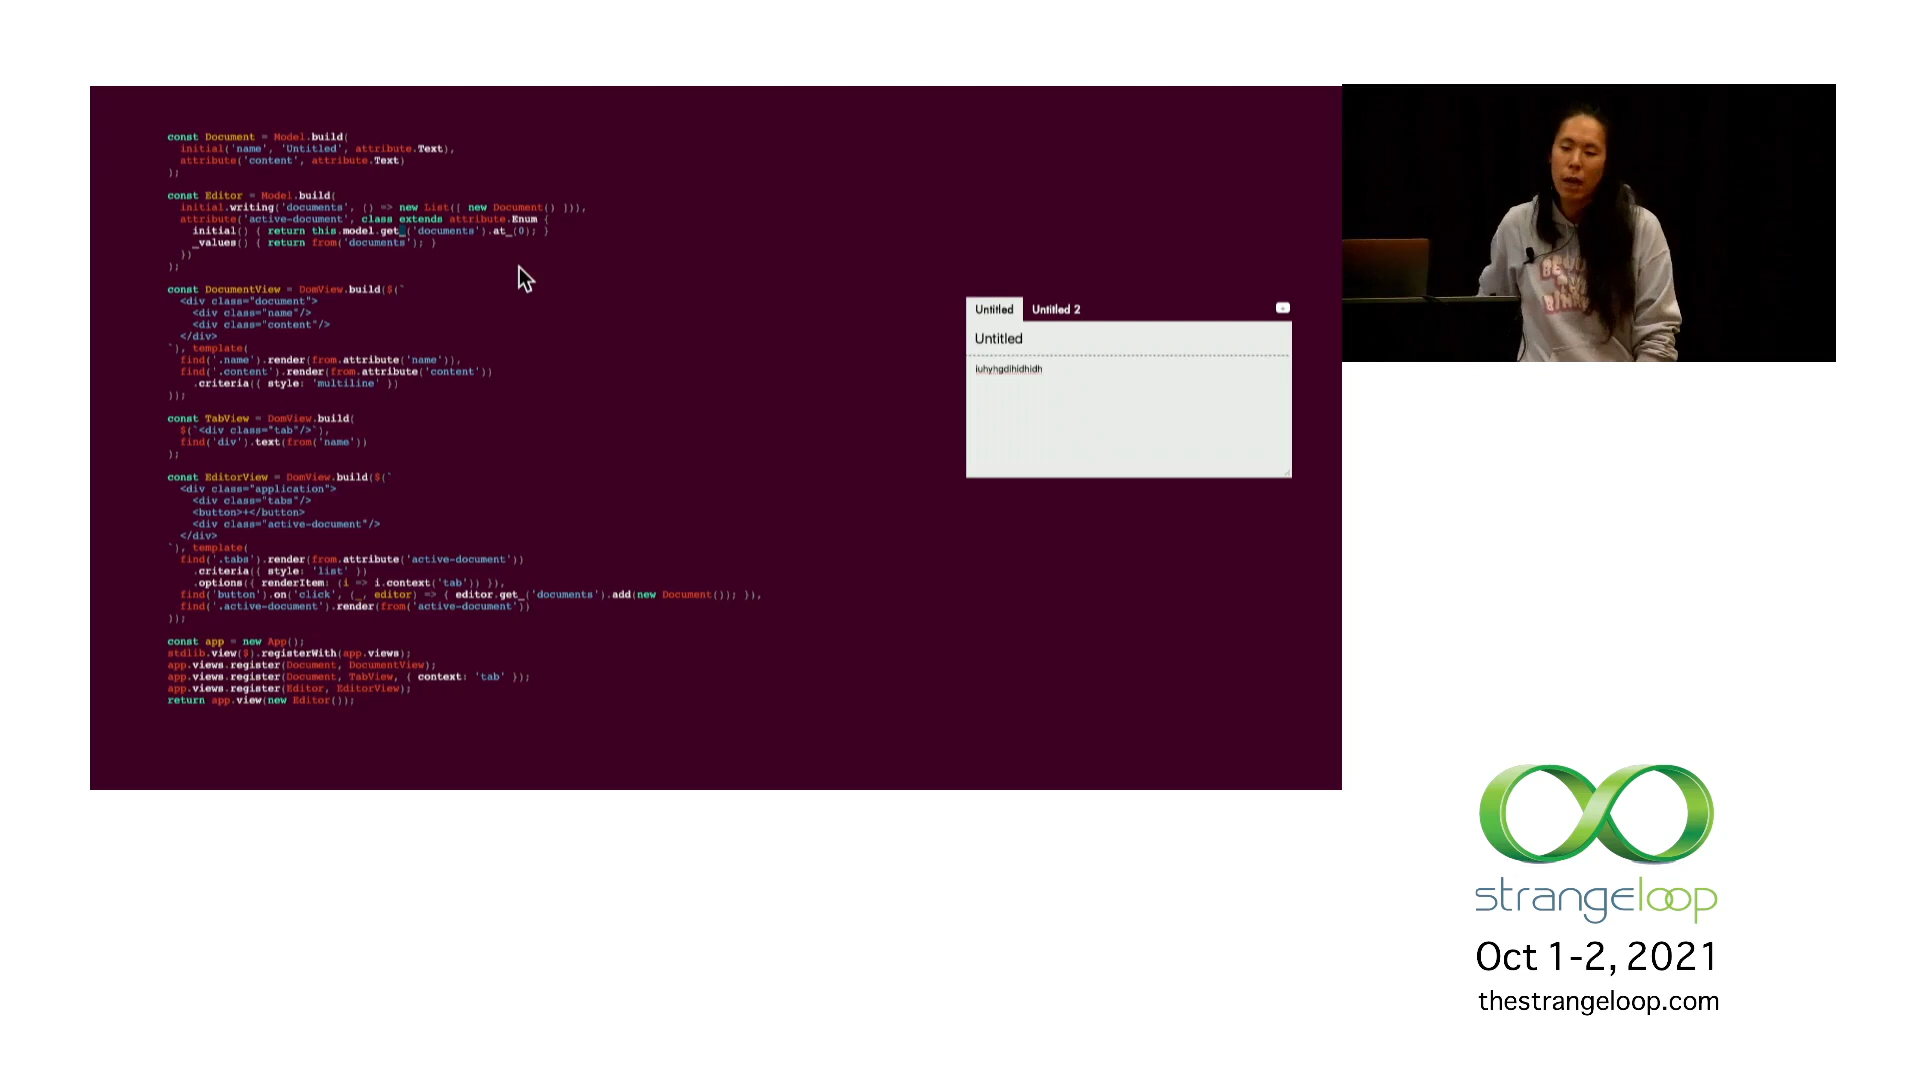 const Document = Model.build(
  initial('name', 'Untitled', attribute.Text),
  attribute('content', attribute.Text)
);
const Editor = Model.build(
  initial.writing('documents', () => new List([ new Document() ])),
  attribute('active-document', class extends attribute.Enum {
    initial() { return this.model.get_('documents').at_(0); }
    _values() { return from('documents'); }
  })
);
const DocumentView = DomView.build($(`
  <div class="document">
    <div class="name"/>
    <div class="content"/>
  </div>
`), template(
  find('.name').render(from.attribute('name')),
  find('.content').render(from.attribute('content'))
    .criteria({ style: 'multiline' })
));
const TabView = DomView.build(
  $(`<div class="tab"/>`),
  find('div').text(from('name'))
);
const EditorView = DomView.build($(`
  <div class="application">
    <div class="tabs"/>
    <button>+</button>
    <div class="active-document"/>
  </div>
`), template(
  find('.tabs').render(from.attribute('active-document'))
    .criteria({ style: 'list' })
    .options({ renderItem: (i => i.context('tab')) }),
  find('button').on('click', (_, editor) => { editor.get_('documents').add(new Document()); }),
  find('.active-document').render(from('active-document'))
));
const app = new App();
stdlib.view($).registerWith(app.views);
app.views.register(Document, DocumentView);
app.views.register(Document, TabView, { context: 'tab' });
app.views.register(Editor, EditorView);
return app.view(new Editor());
Untitled Untitled 2
Untitled
iuhyhgdihidhidh
strangeloop
Oct 1-2, 2021
thestrangeloop.com